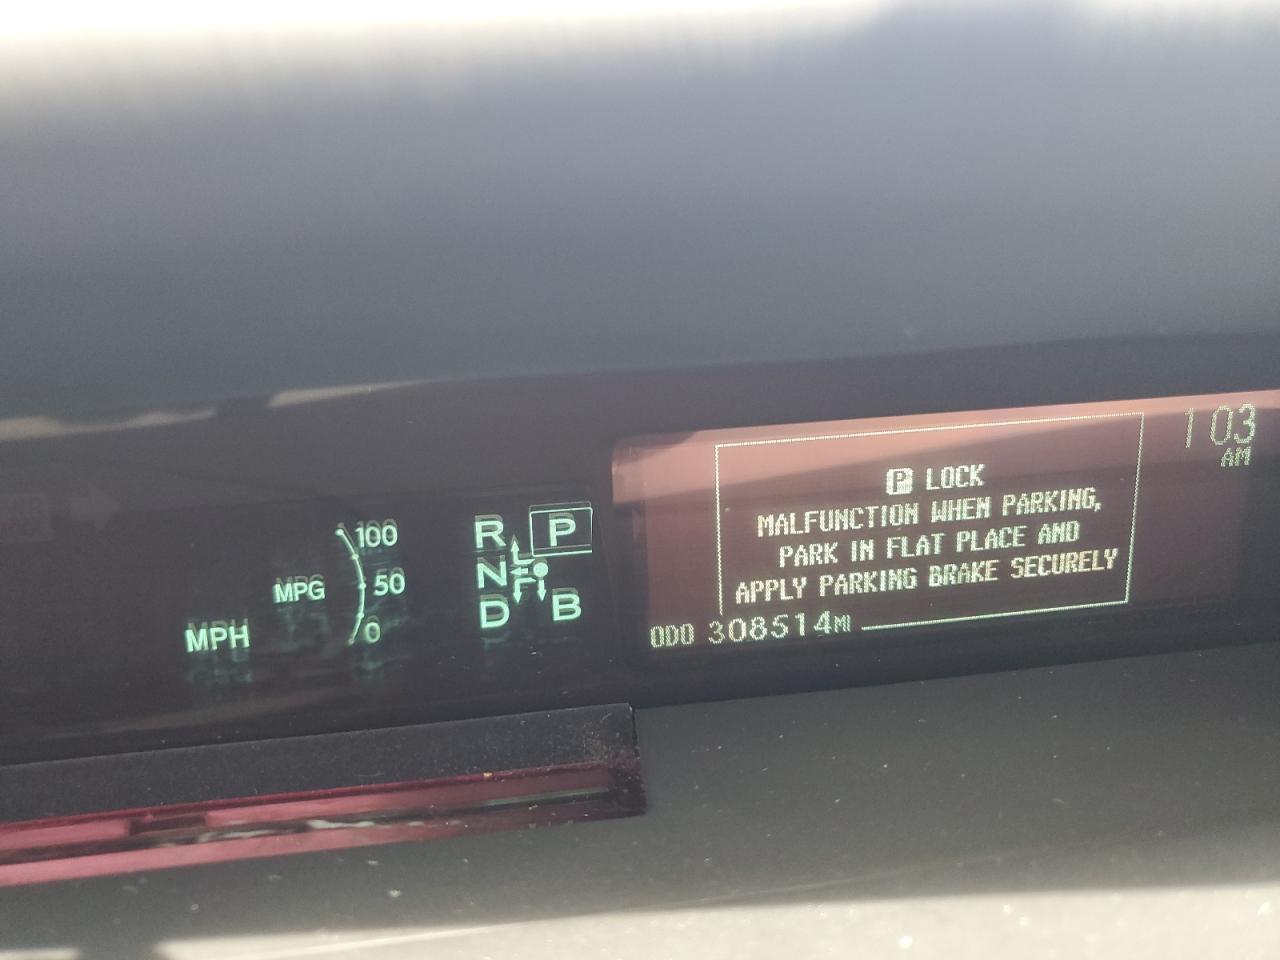 100
MPG 50
MPH 0
R P
N
D B
P LOCK
MALFUNCTION WHEN PARKING,
PARK IN FLAT PLACE AND
APPLY PARKING BRAKE SECURELY
ODO 308514MI
1 03
AM